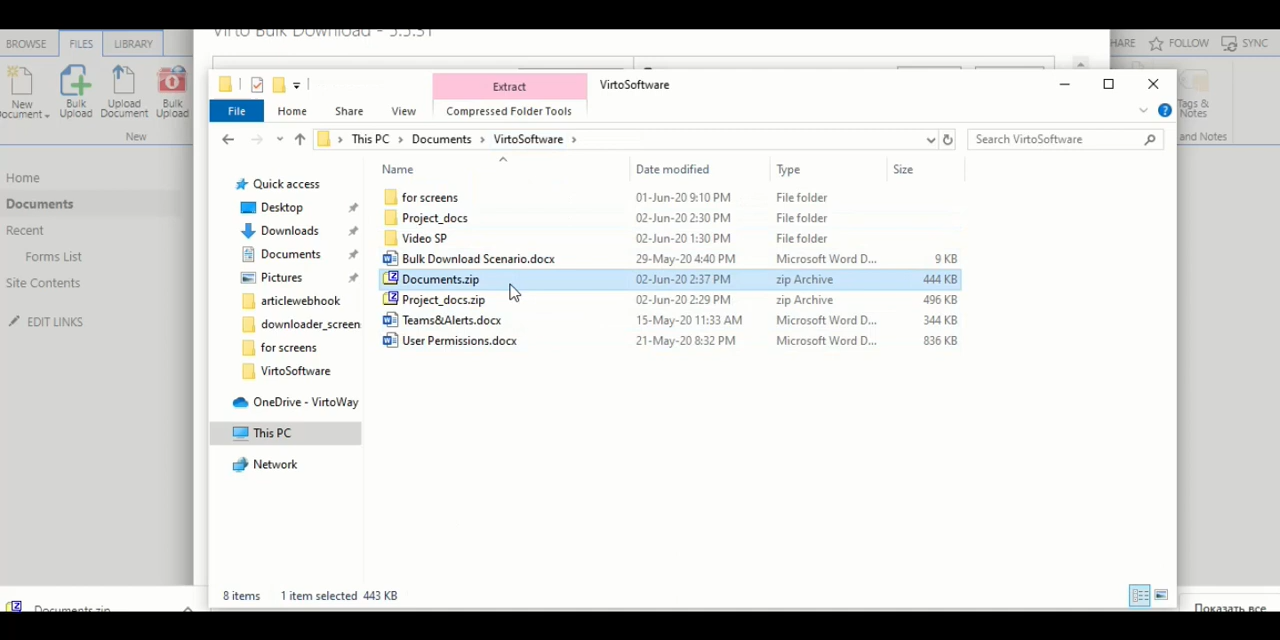 Virto Bulk Download - 5.5.31
BROWSE
FILES
LIBRARY
HARE
FOLLOW
SYNC
New
Document
Bulk
Upload
Upload
Document
Bulk
Upload
New
Tags &
Notes
and Notes
Home
Documents
Recent
Forms List
Site Contents
EDIT LINKS
Extract
VirtoSoftware
File
Home
Share
View
Compressed Folder Tools
This PC > Documents > VirtoSoftware >
Search VirtoSoftware
Quick access
Desktop
Downloads
Documents
Pictures
articlewebhook
downloader_screen
for screens
VirtoSoftware
OneDrive - VirtoWay
This PC
Network
Name Date modified Type Size
for screens 01-Jun-20 9:10 PM File folder
Project_docs 02-Jun-20 2:30 PM File folder
Video SP 02-Jun-20 1:30 PM File folder
Bulk Download Scenario.docx 29-May-20 4:40 PM Microsoft Word D... 9 KB
Documents.zip 02-Jun-20 2:37 PM zip Archive 444 KB
Project_docs.zip 02-Jun-20 2:29 PM zip Archive 496 KB
Teams&Alerts.docx 15-May-20 11:33 AM Microsoft Word D... 344 KB
User Permissions.docx 21-May-20 8:32 PM Microsoft Word D... 836 KB
8 items 1 item selected 443 KB
Documents.zip
Показать все